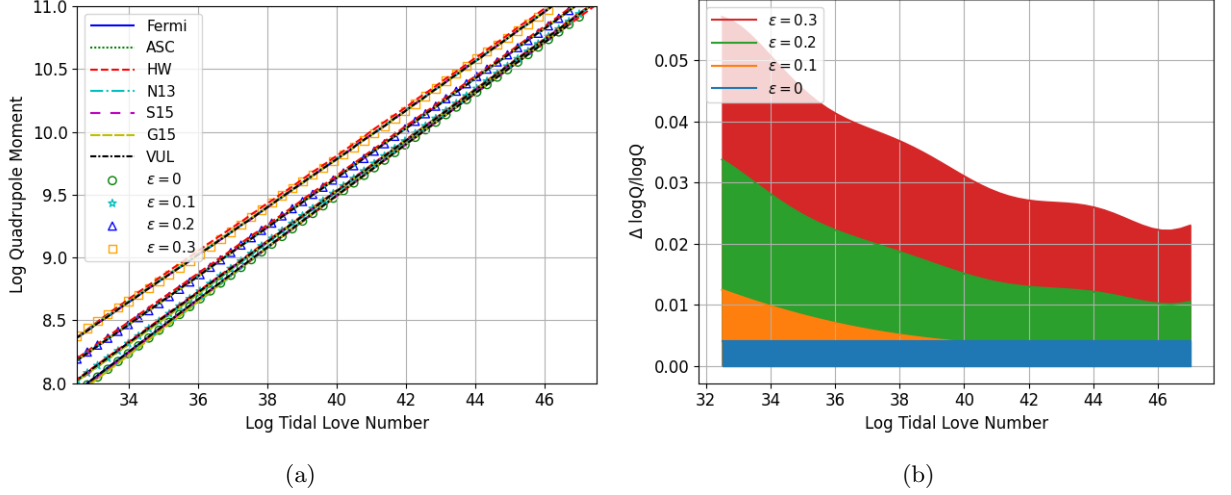 11.0
10.5
10.0
9.5
9.0
8.5
8.0
Log Quadrupole Moment
Fermi
ASC
HW
N13
S15
G15
VUL
ε = 0
ε = 0.1
ε = 0.2
ε = 0.3
34 36 38 40 42 44 46
Log Tidal Love Number
(a)
0.05
0.04
0.03
0.02
0.01
0.00
Δ logQ/logQ
ε = 0.3
ε = 0.2
ε = 0.1
ε = 0
32 34 36 38 40 42 44 46
Log Tidal Love Number
(b)